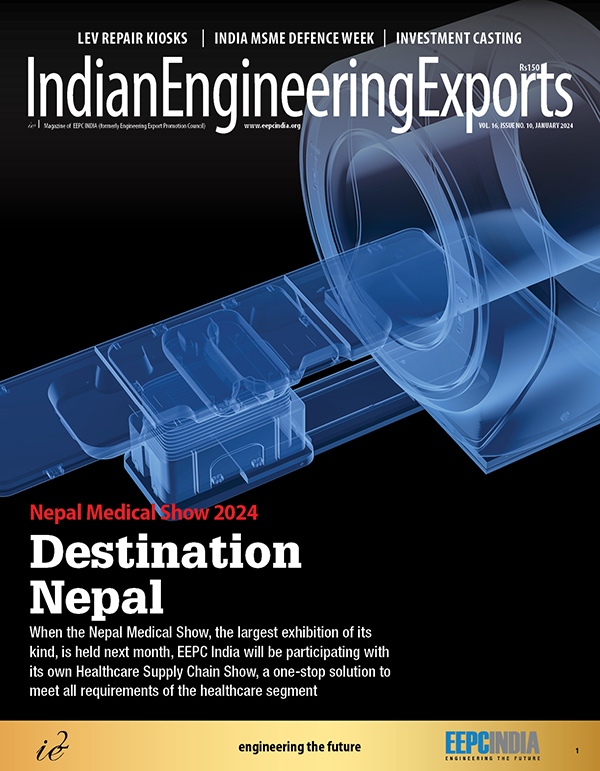 LEV REPAIR KIOSKS | INDIA MSME DEFENCE WEEK | INVESTMENT CASTING
Rs150
IndianEngineeringExports
ie2 | Magazine of EEPC INDIA (formerly Engineering Export Promotion Council) www.eepcindia.org VOL. 16, ISSUE NO. 10, JANUARY 2024
Nepal Medical Show 2024
Destination
Nepal
When the Nepal Medical Show, the largest exhibition of its
kind, is held next month, EEPC India will be participating with
its own Healthcare Supply Chain Show, a one-stop solution to
meet all requirements of the healthcare segment
ie2 engineering the future EEPCINDIA 1
ENGINEERING THE FUTURE